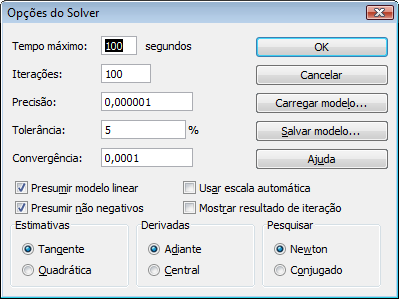 Opções do Solver
Tempo máximo: 100 segundos OK
Iterações: 100 Cancelar
Precisão: 0,000001 Carregar modelo...
Tolerância: 5 % Salvar modelo...
Convergência: 0,0001 Ajuda
Presumir modelo linear Usar escala automática
Presumir não negativos Mostrar resultado de iteração
Estimativas Derivadas Pesquisar
Tangente Adiante Newton
Quadrática Central Conjugado